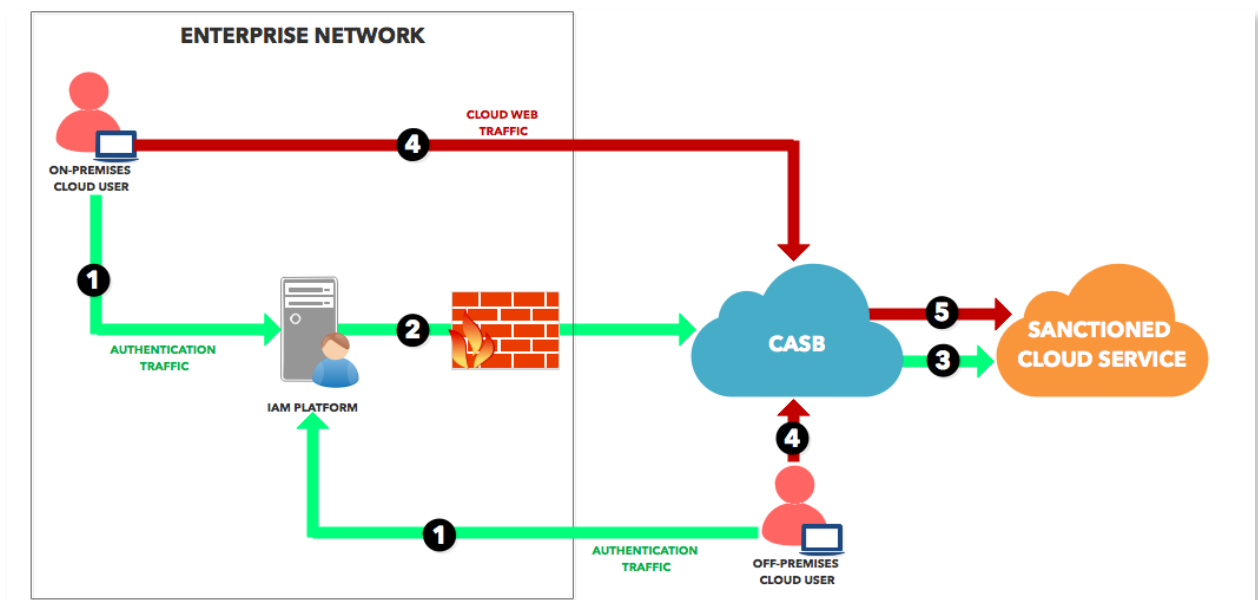 ENTERPRISE NETWORK
CLOUD WEB
TRAFFIC
4
ON-PREMISES
CLOUD USER
1
2
AUTHENTICATION
TRAFFIC
IAM PLATFORM
CASB
5
3
SANCTIONED
CLOUD SERVICE
4
1
AUTHENTICATION
TRAFFIC
OFF-PREMISES
CLOUD USER